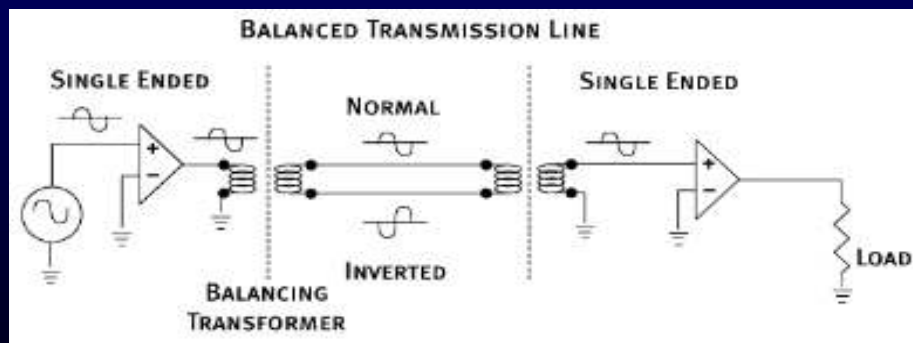 BALANCED TRANSMISSION LINE
SINGLE ENDED
SINGLE ENDED
NORMAL
+
−
+
−
INVERTED
LOAD
BALANCING
TRANSFORMER